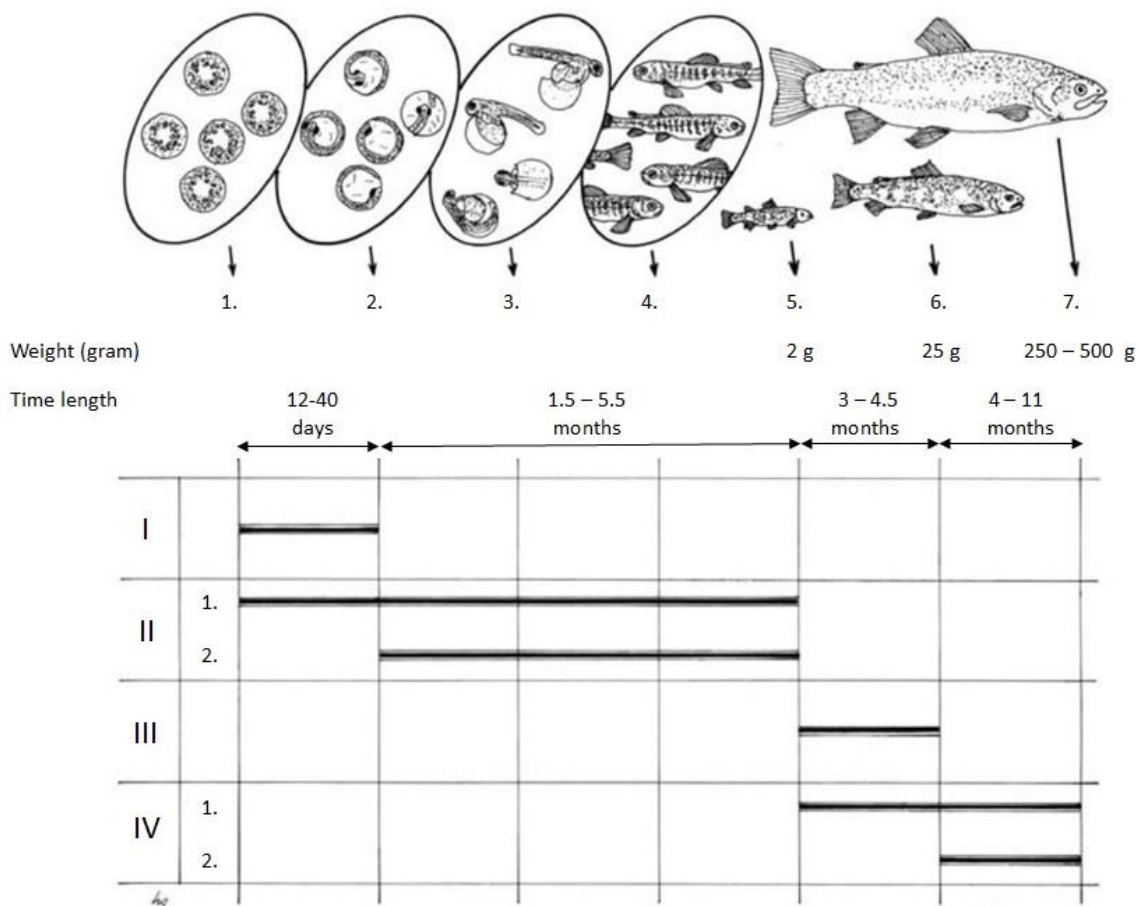 1. 2. 3. 4. 5. 6. 7.
Weight (gram) 2 g 25 g 250 – 500 g
Time length 12-40 days 1.5 – 5.5 months 3 – 4.5 months 4 – 11 months
I
II
1.
2.
III
IV
1.
2.